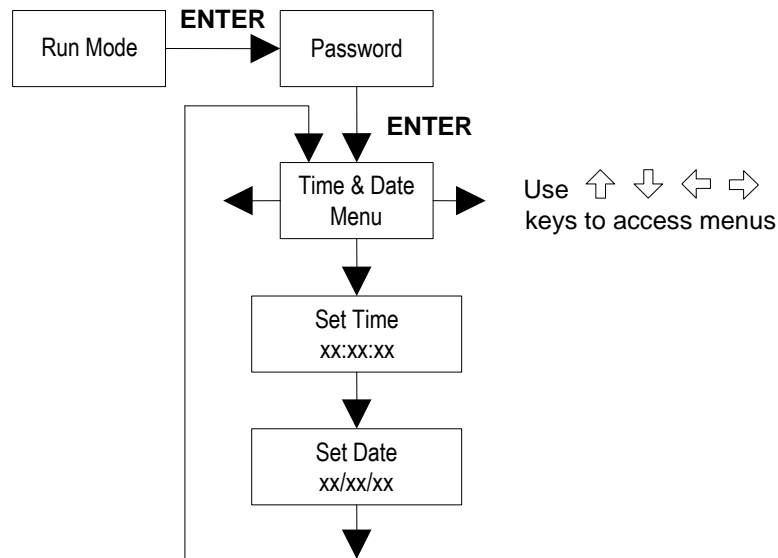 ENTER
Run Mode
Password
ENTER
Time & Date
Menu
Use
keys to access menus
Set Time
xx:xx:xx
Set Date
xx/xx/xx